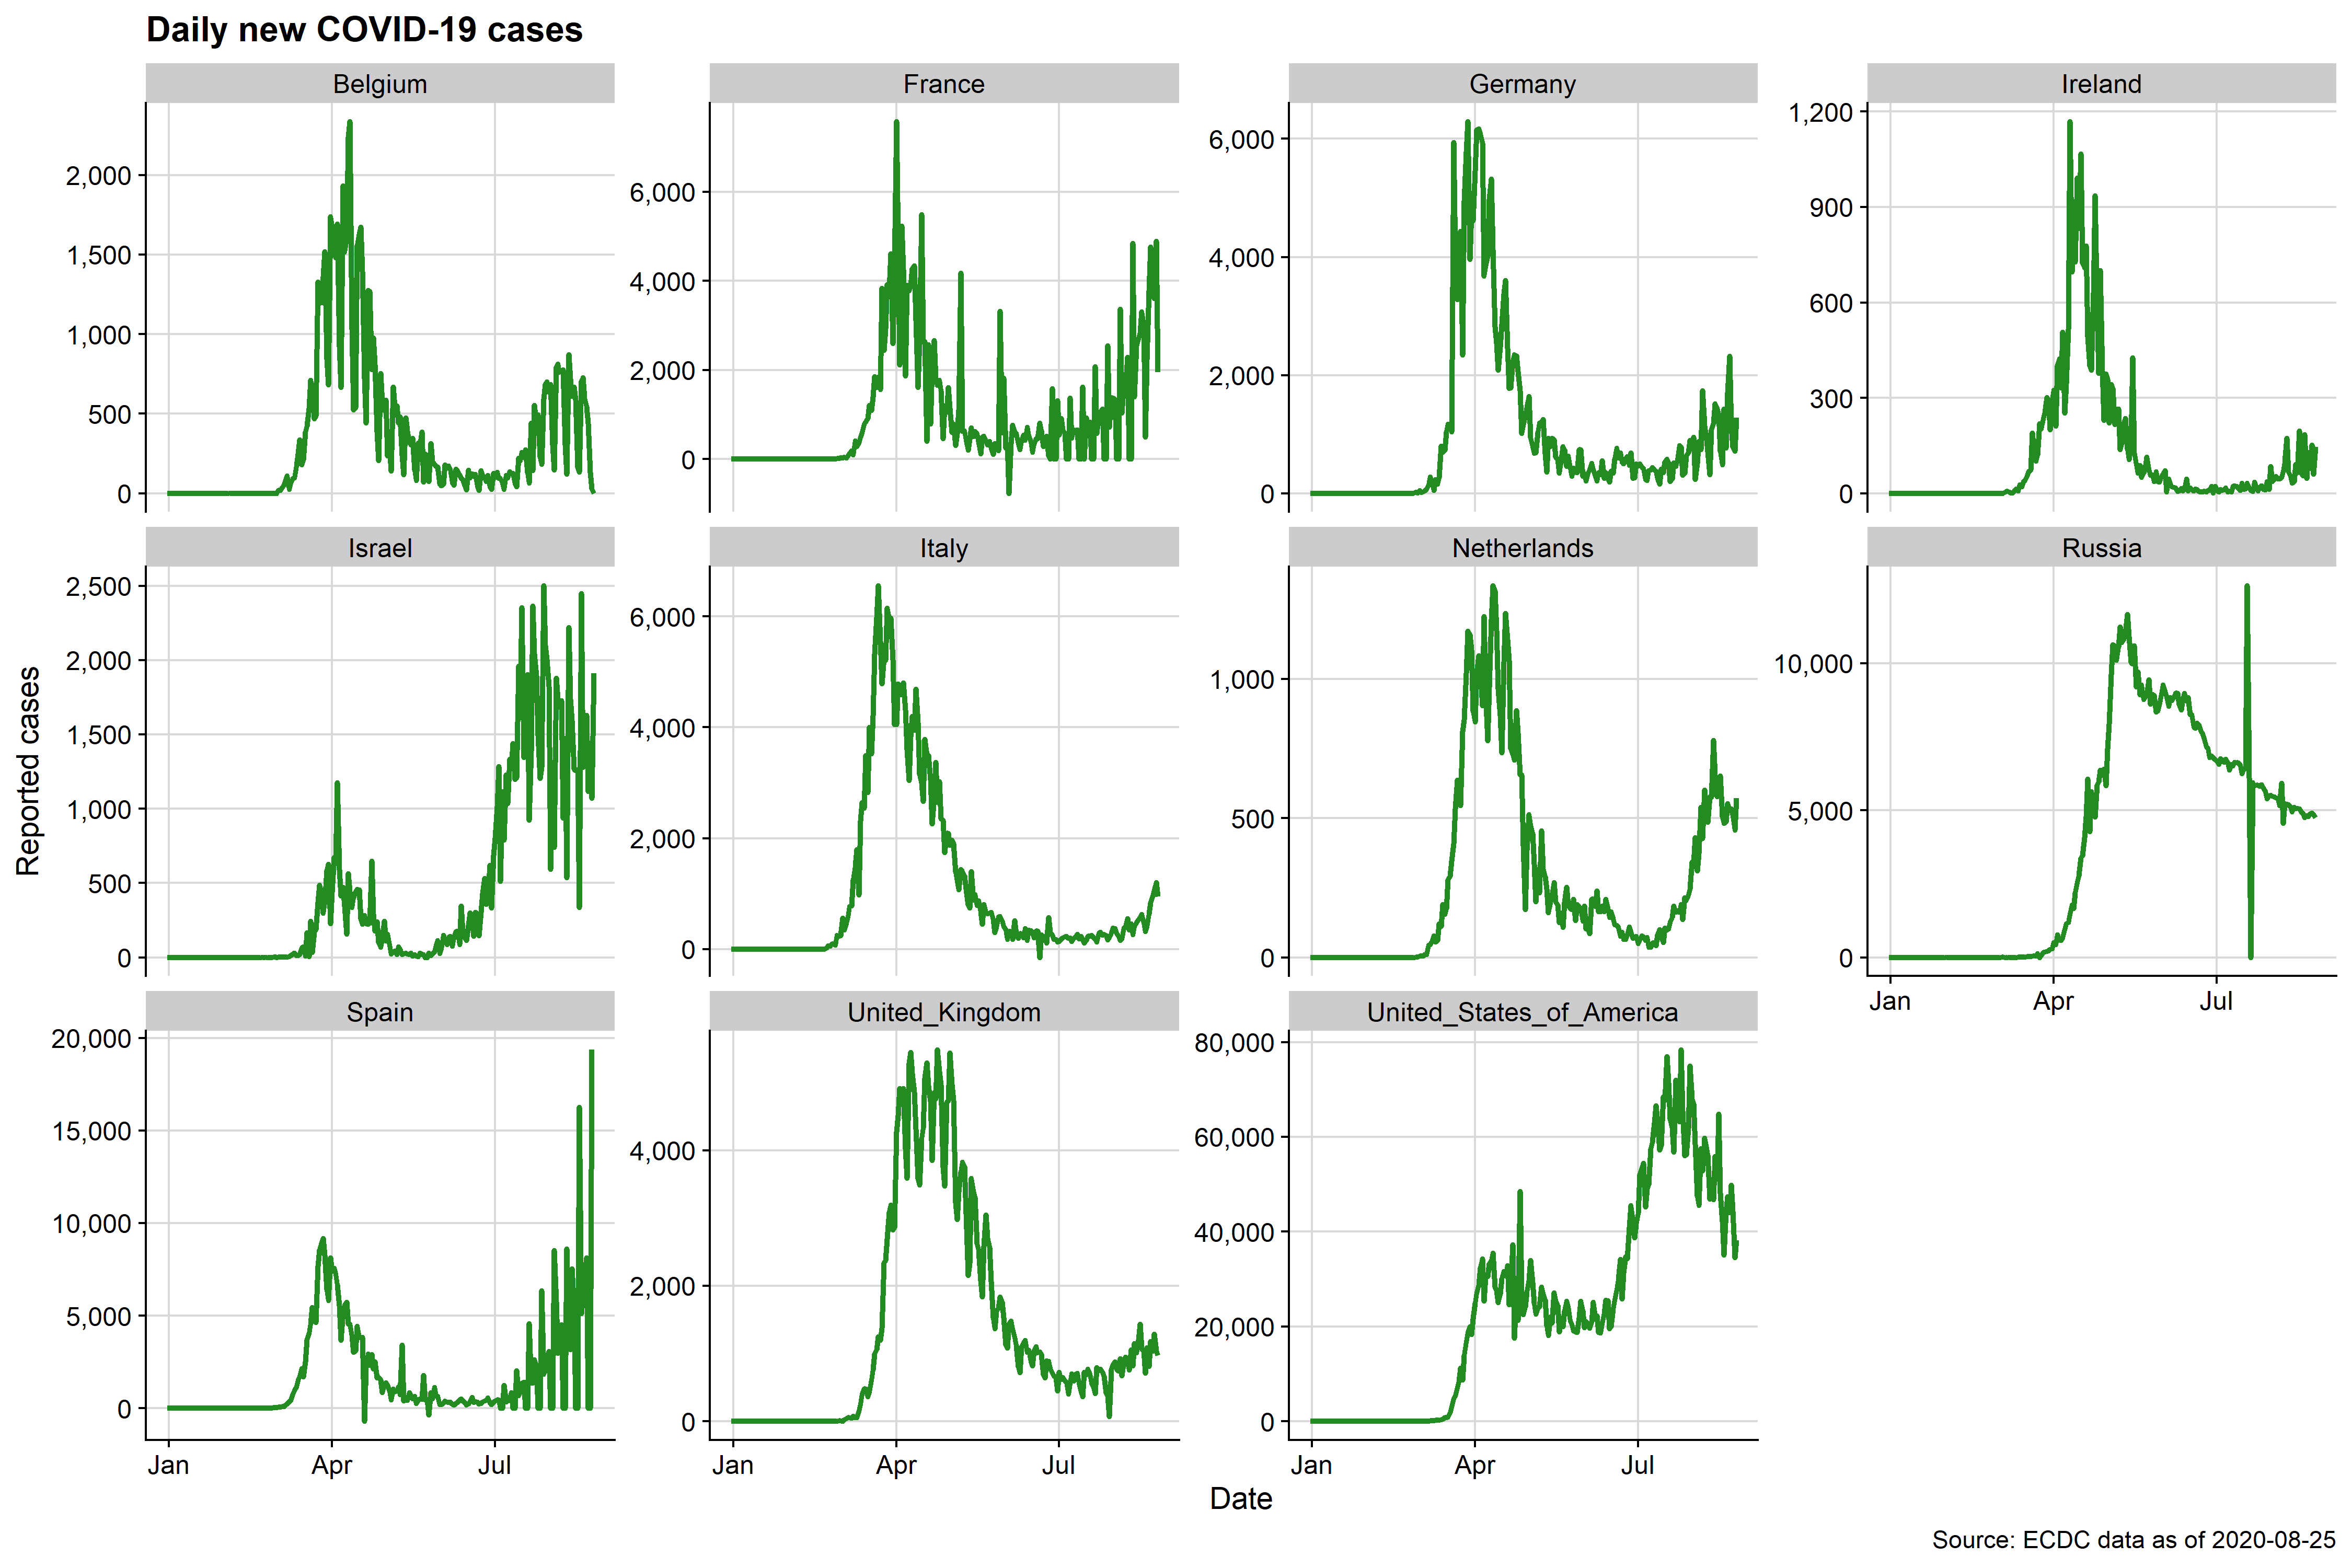 Daily new COVID-19 cases
Belgium
France
Germany
Ireland
2,000
1,500
1,000
500
0
6,000
4,000
2,000
0
6,000
4,000
2,000
0
1,200
900
600
300
0
Israel
Italy
Netherlands
Russia
2,500
2,000
1,500
1,000
500
0
6,000
4,000
2,000
0
1,000
500
0
10,000
5,000
0
Jan
Apr
Jul
Reported cases
Spain
United_Kingdom
United_States_of_America
20,000
15,000
10,000
5,000
0
4,000
2,000
0
80,000
60,000
40,000
20,000
0
Jan
Apr
Jul
Jan
Apr
Jul
Jan
Apr
Jul
Date
Source: ECDC data as of 2020-08-25